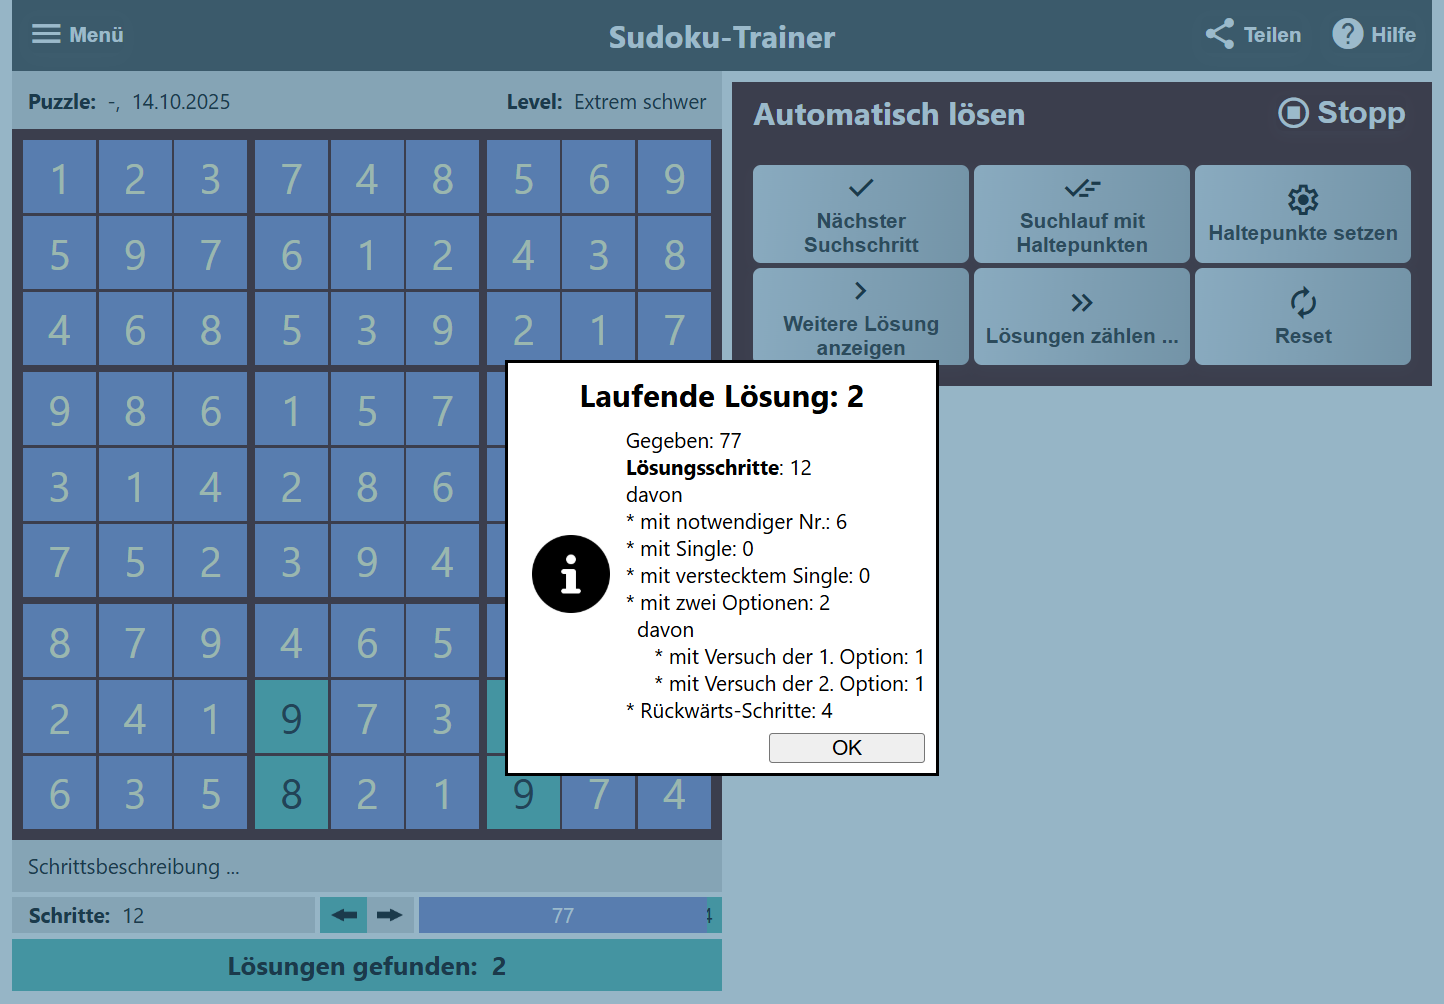 Menü
Sudoku-Trainer
Teilen
Hilfe
Puzzle: -, 14.10.2025
Level: Extrem schwer
1 2 3 7 4 8 5 6 9
5 9 7 6 1 2 4 3 8
4 6 8 5 3 9 2 1 7
9 8 6 1 5 7
3 1 4 2 8 6
7 5 2 3 9 4
8 7 9 4 6 5
2 4 1 9 7 3
6 3 5 8 2 1 9 7 4
Schrittsbeschreibung ...
Schritte: 12
77
4
Lösungen gefunden: 2
Automatisch lösen
Stopp
Nächster
Suchschritt
Suchlauf mit
Haltepunkten
Haltepunkte setzen
Weitere Lösung
anzeigen
Lösungen zählen ...
Reset
Laufende Lösung: 2
Gegeben: 77
Lösungsschritte: 12
davon
* mit notwendiger Nr.: 6
* mit Single: 0
* mit verstecktem Single: 0
* mit zwei Optionen: 2
davon
* mit Versuch der 1. Option: 1
* mit Versuch der 2. Option: 1
* Rückwärts-Schritte: 4
OK